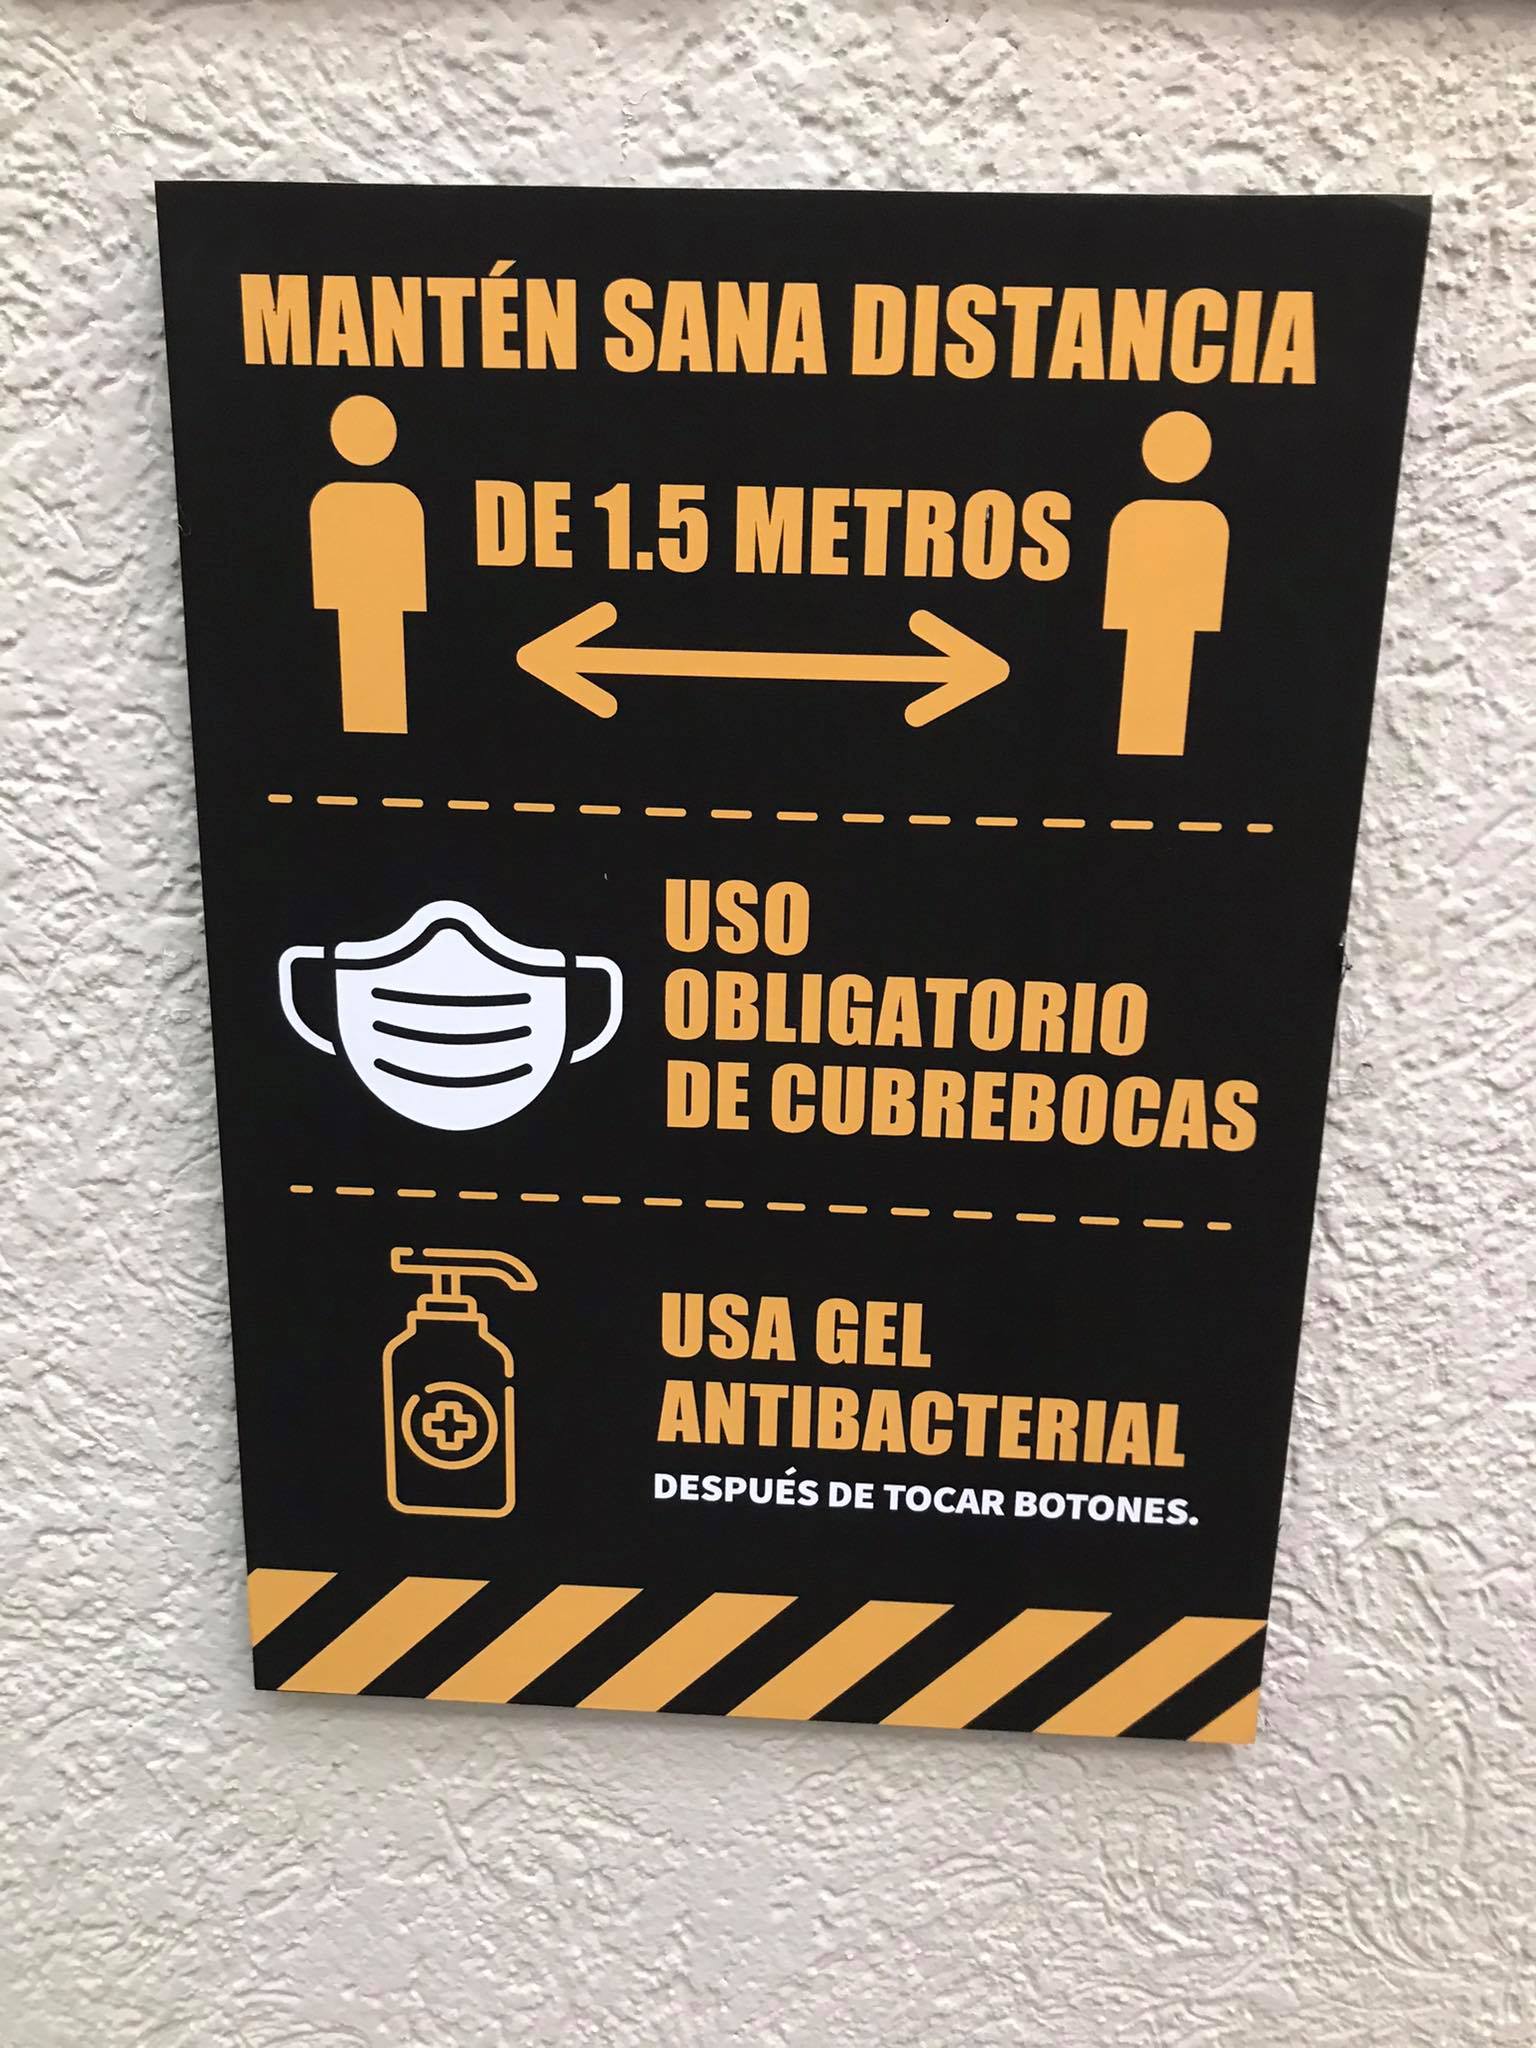 MANTÉN SANA DISTANCIA
DE 1.5 METROS
USO
OBLIGATORIO
DE CUBREBOCAS
USA GEL
ANTIBACTERIAL
DESPUÉS DE TOCAR BOTONES.